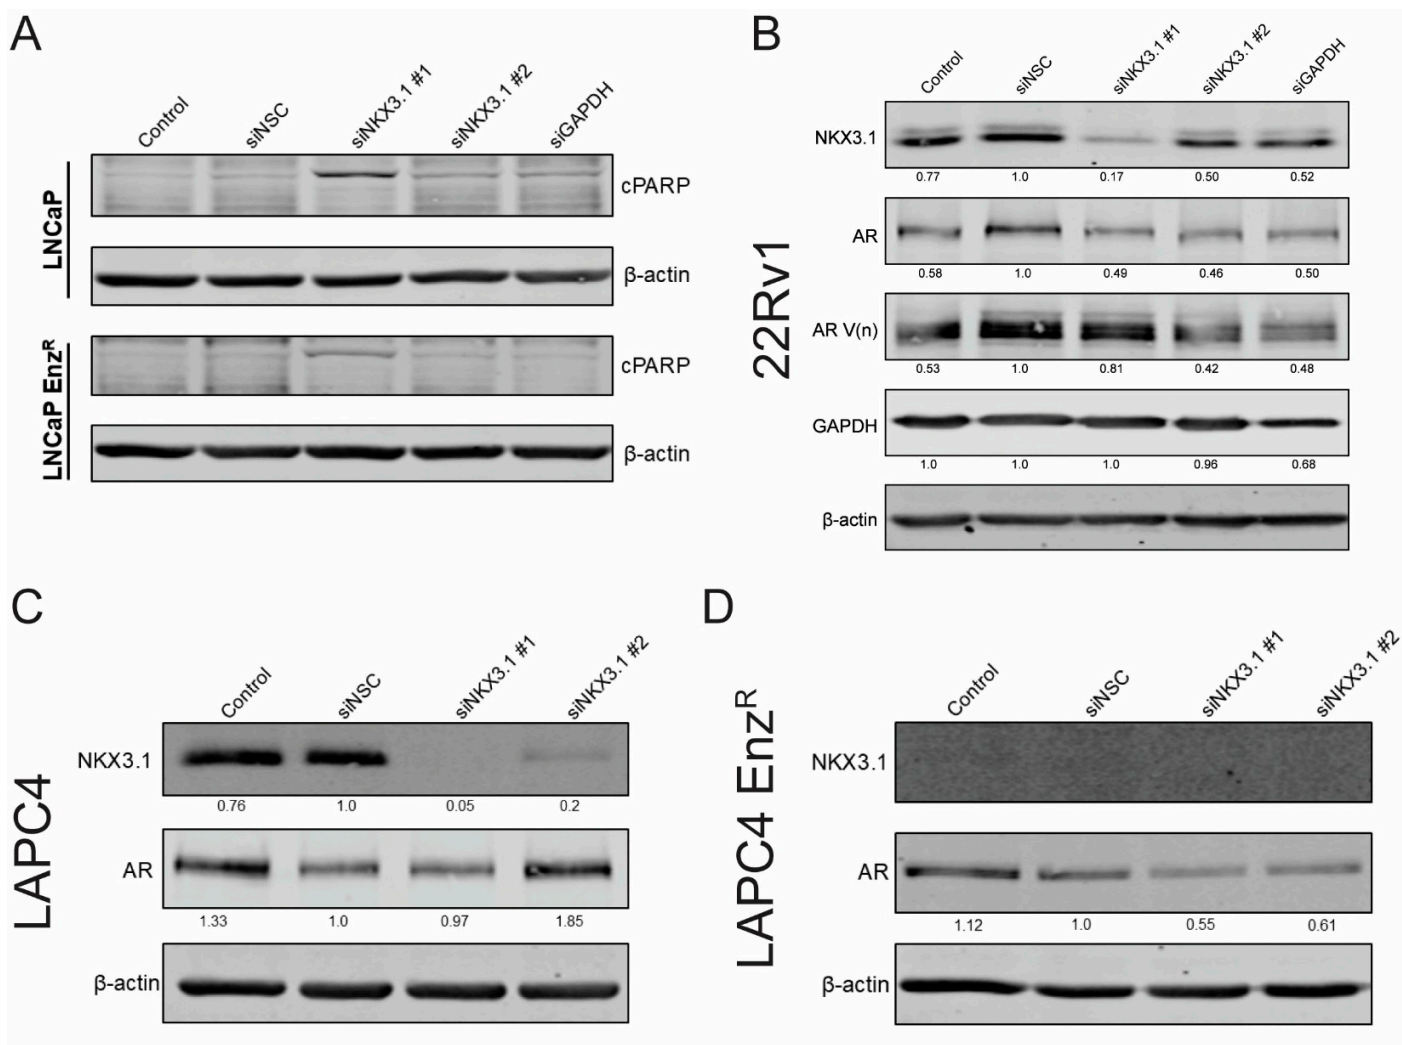 A
Control
siNSC
siNKX3.1 #1
siNKX3.1 #2
siGAPDH
LNCaP
cPARP
β-actin
LNCaP EnzR
cPARP
β-actin
B
Control
siNSC
siNKX3.1 #1
siNKX3.1 #2
siGAPDH
22Rv1
NKX3.1
0.77 1.0 0.17 0.50 0.52
AR
0.58 1.0 0.49 0.46 0.50
AR V(n)
0.53 1.0 0.81 0.42 0.48
GAPDH
1.0 1.0 1.0 0.96 0.68
β-actin
C
Control
siNSC
siNKX3.1 #1
siNKX3.1 #2
LAPC4
NKX3.1
0.76 1.0 0.05 0.2
AR
1.33 1.0 0.97 1.85
β-actin
D
Control
siNSC
siNKX3.1 #1
siNKX3.1 #2
LAPC4 EnzR
NKX3.1
AR
1.12 1.0 0.55 0.61
β-actin